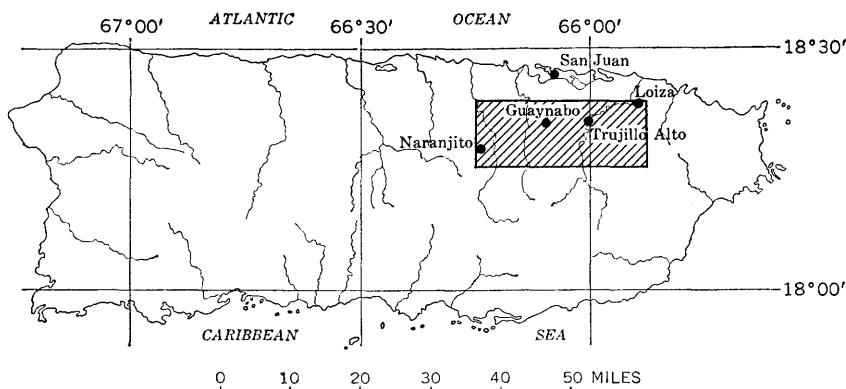 ATLANTIC OCEAN
67°00′ 66°30′ 66°00′
18°30′
San Juan
Loiza
Guaynabo
Trujillo Alto
Naranjito
18°00′
CARIBBEAN SEA
0 10 20 30 40 50 MILES